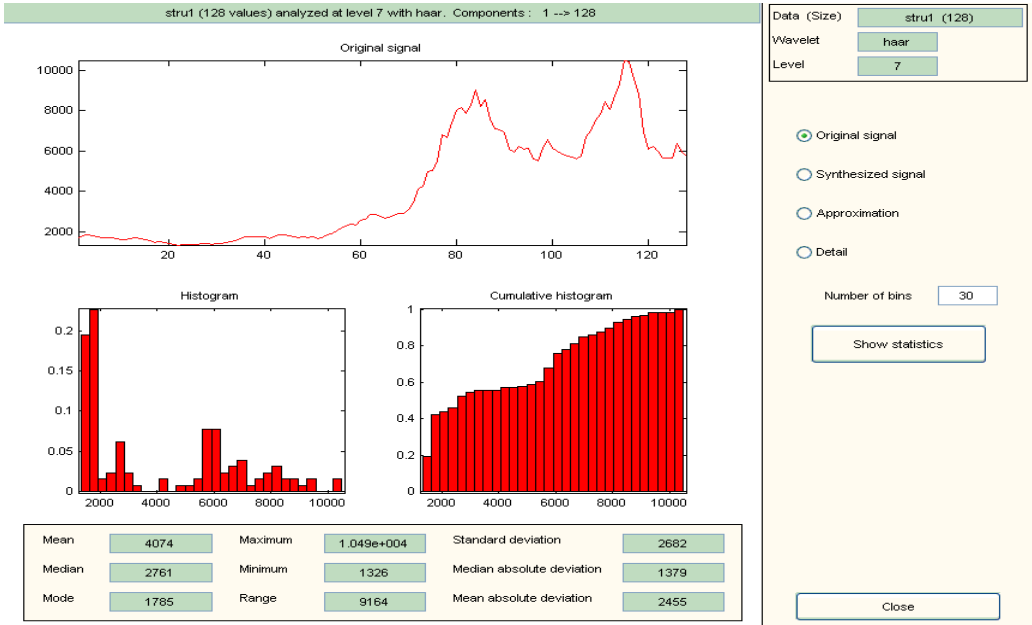 stru1 (128 values) analyzed at level 7 with haar. Components : 1 --> 128
Data (Size) stru1 (128)
Wavelet haar
Level 7
Original signal
10000
8000
6000
4000
2000
20 40 60 80 100 120
Original signal
Synthesized signal
Approximation
Detail
Number of bins 30
Show statistics
Histogram
0.2
0.15
0.1
0.05
0
2000 4000 6000 8000 10000
Cumulative histogram
1
0.8
0.6
0.4
0.2
0
2000 4000 6000 8000 10000
Mean 4074 Maximum 1.049e+004 Standard deviation 2682
Median 2761 Minimum 1326 Median absolute deviation 1379
Mode 1785 Range 9164 Mean absolute deviation 2455
Close